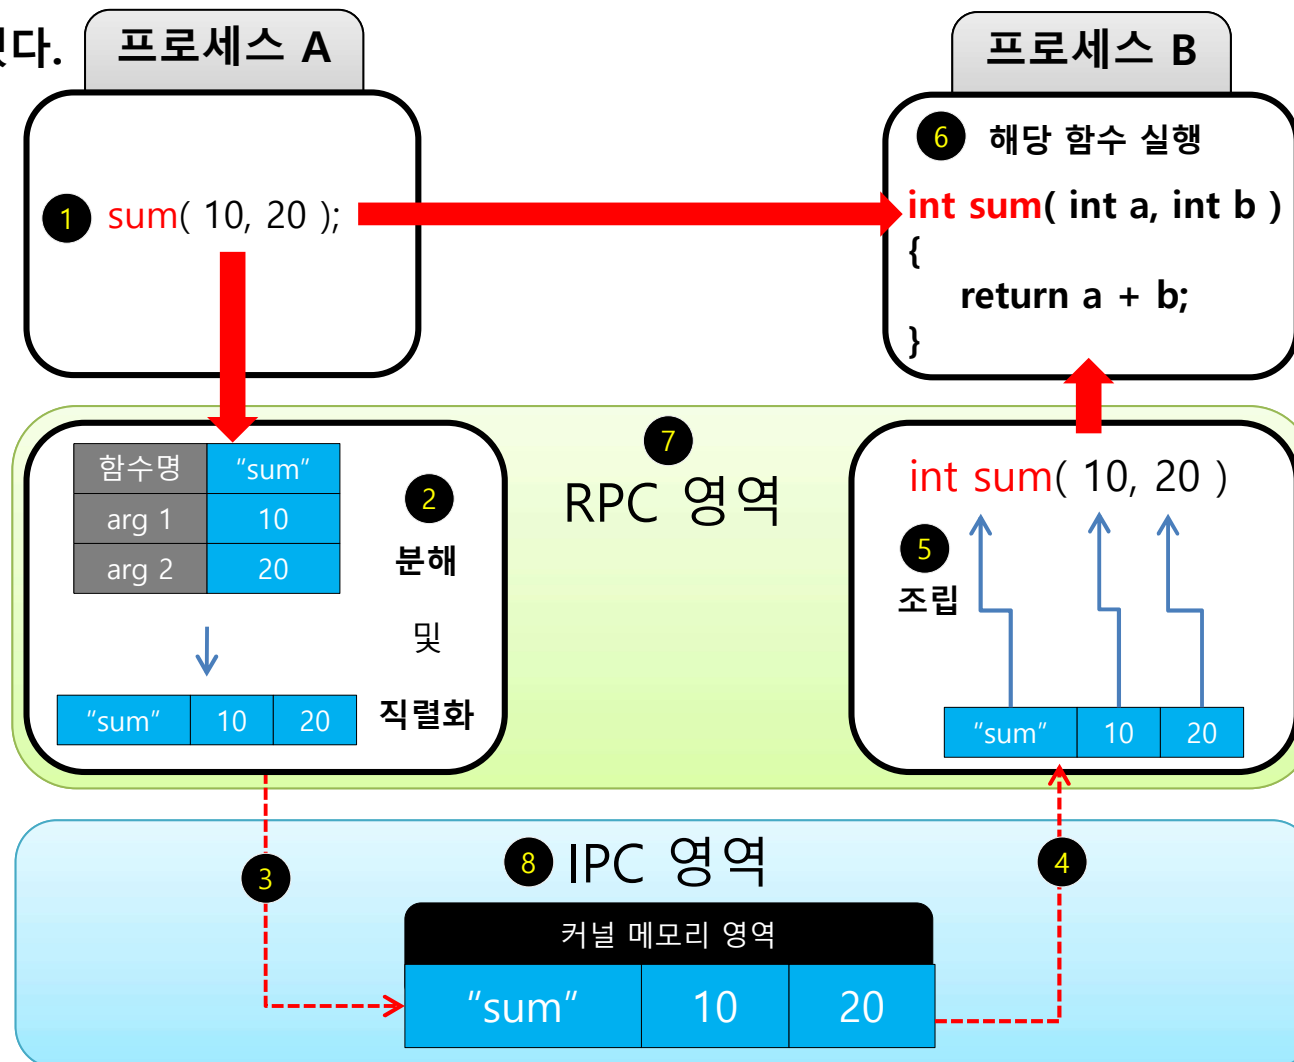 프로세스 A
프로세스 B
1 sum( 10, 20 );
6 해당 함수 실행
int sum( int a, int b )
{
return a + b;
}
함수명 “sum”
arg 1 10
arg 2 20
2
분해
및
직렬화
“sum” 10 20
7
RPC 영역
int sum( 10, 20 )
5
조립
“sum” 10 20
3
8 IPC 영역
4
커널 메모리 영역
“sum” 10 20